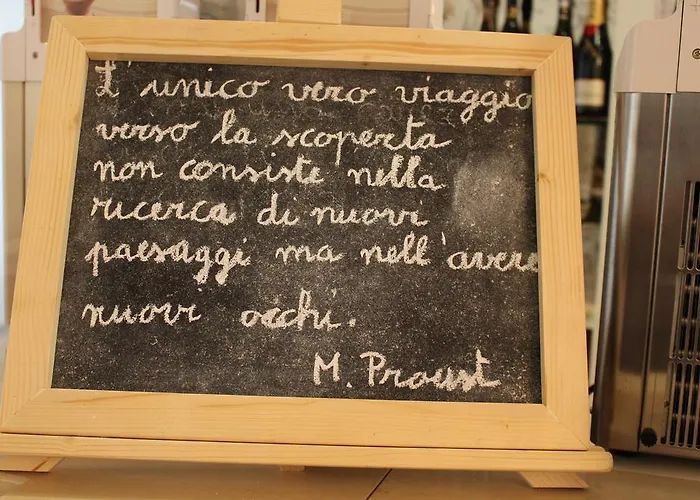 L'unico vero viaggio
verso la scoperta
non consiste nella
ricerca di nuovi
paesaggi ma nell'avere
nuovi occhi.
M. Proust